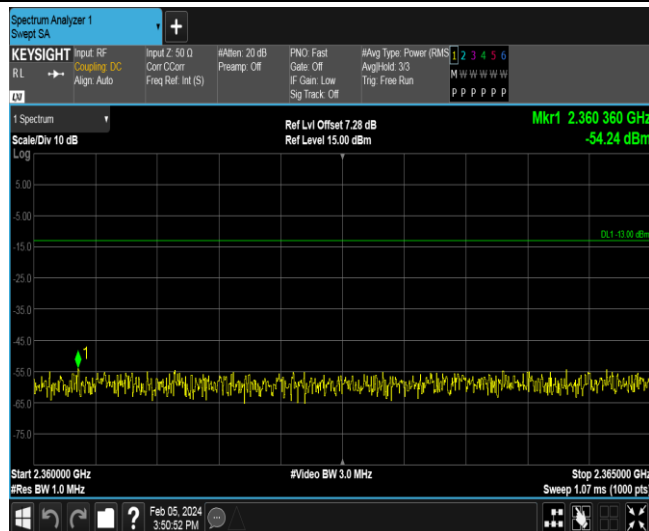 Spectrum Analyzer 1
Swept SA
+
KEYSIGHT
RL
LXI
Input: RF
Coupling: DC
Align: Auto
Input Z: 50 Ω
Corr CCorr
Freq Ref: Int (S)
#Atten: 20 dB
Preamp: Off
PNO: Fast
Gate: Off
IF Gain: Low
Sig Track: Off
#Avg Type: Power (RMS
Avg|Hold: 3/3
Trig: Free Run
1 2 3 4 5 6
M W W W W W
P P P P P P
1 Spectrum
Scale/Div 10 dB
Ref Lvl Offset 7.28 dB
Ref Level 15.00 dBm
Mkr1 2.360 360 GHz
-54.24 dBm
Log
5.00
-5.00
DL1 -13.00 dBm
-15.0
-25.0
-35.0
-45.0
1
-55.0
-65.0
-75.0
Start 2.360000 GHz
#Video BW 3.0 MHz
Stop 2.365000 GHz
#Res BW 1.0 MHz
Sweep 1.07 ms (1000 pts)
?
Feb 05, 2024
3:50:52 PM